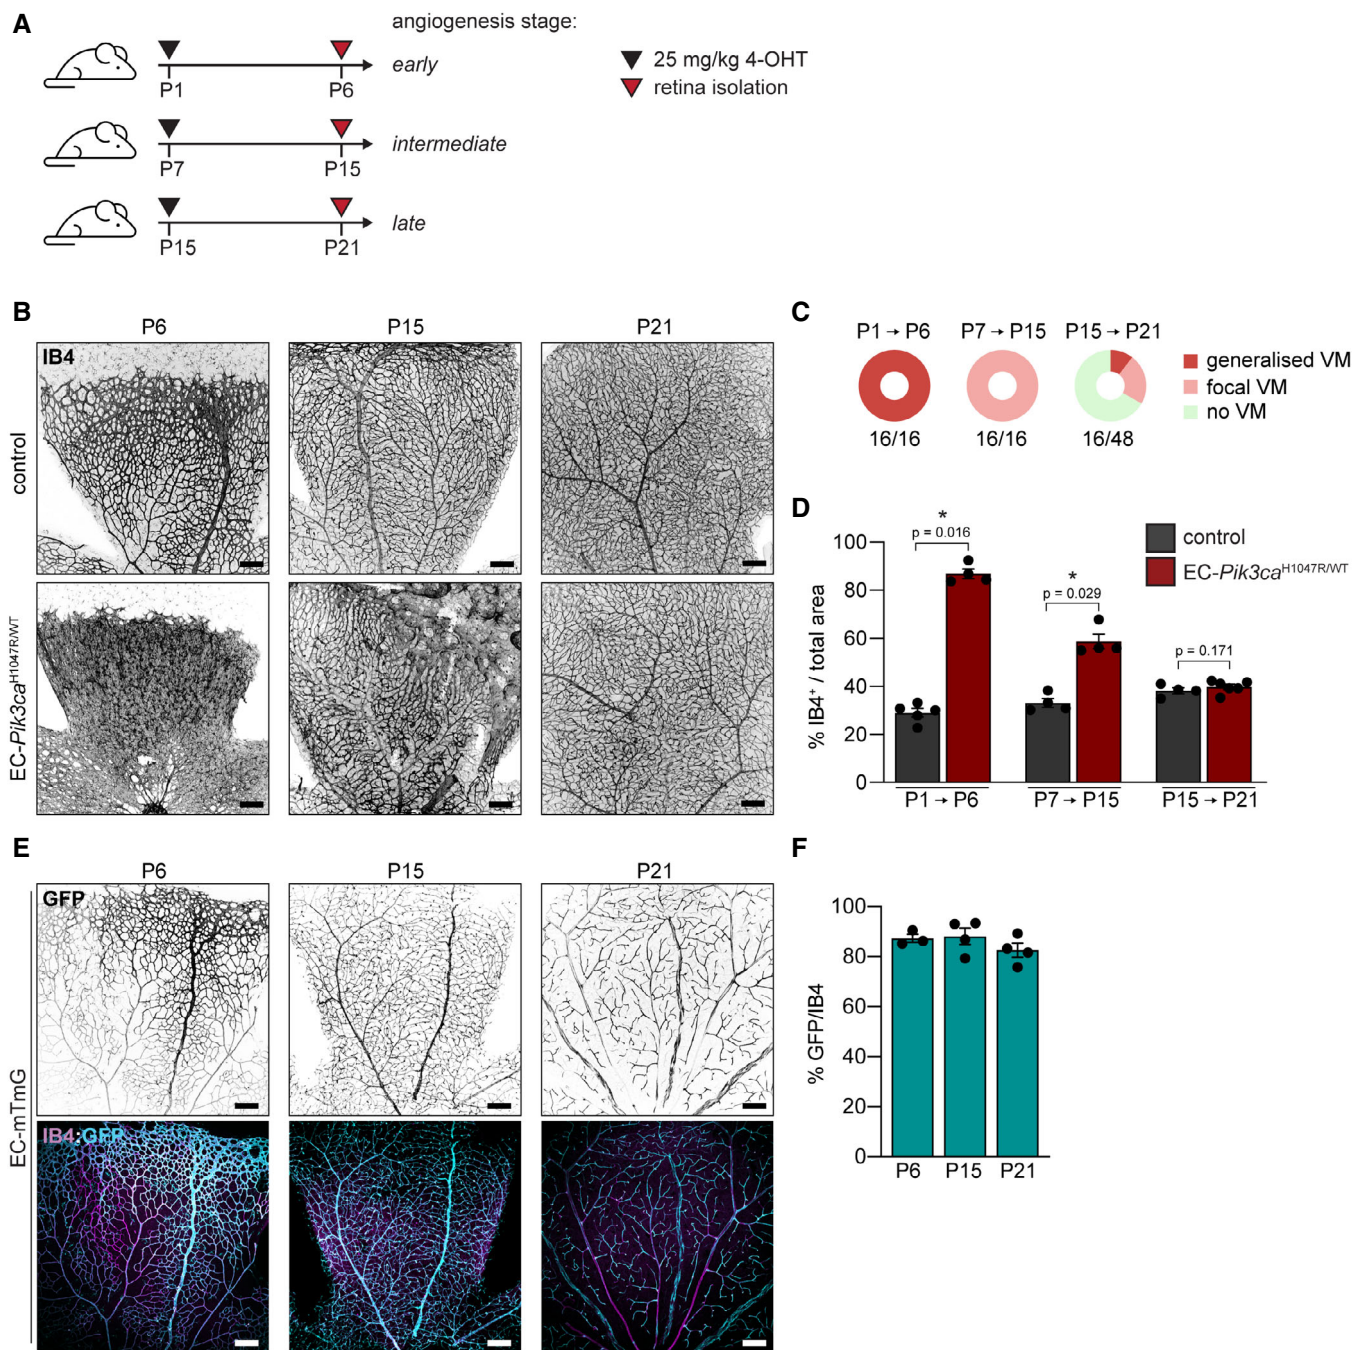 A
angiogenesis stage:
P1
P6
early
P7
P15
intermediate
P15
P21
late
25 mg/kg 4-OHT
retina isolation
B
P6
P15
P21
IB4
control
EC-Pik3ca^H1047R/WT
C
P1 → P6
P7 → P15
P15 → P21
16/16
16/16
16/48
generalised VM
focal VM
no VM
D
control
EC-Pik3ca^H1047R/WT
% IB4⁺ / total area
100
80
60
40
20
0
*
p = 0.016
*
p = 0.029
p = 0.171
P1 → P6
P7 → P15
P15 → P21
E
P6
P15
P21
EC-mTmG
GFP
IB4;GFP
F
% GFP/IB4
100
80
60
40
20
0
P6
P15
P21